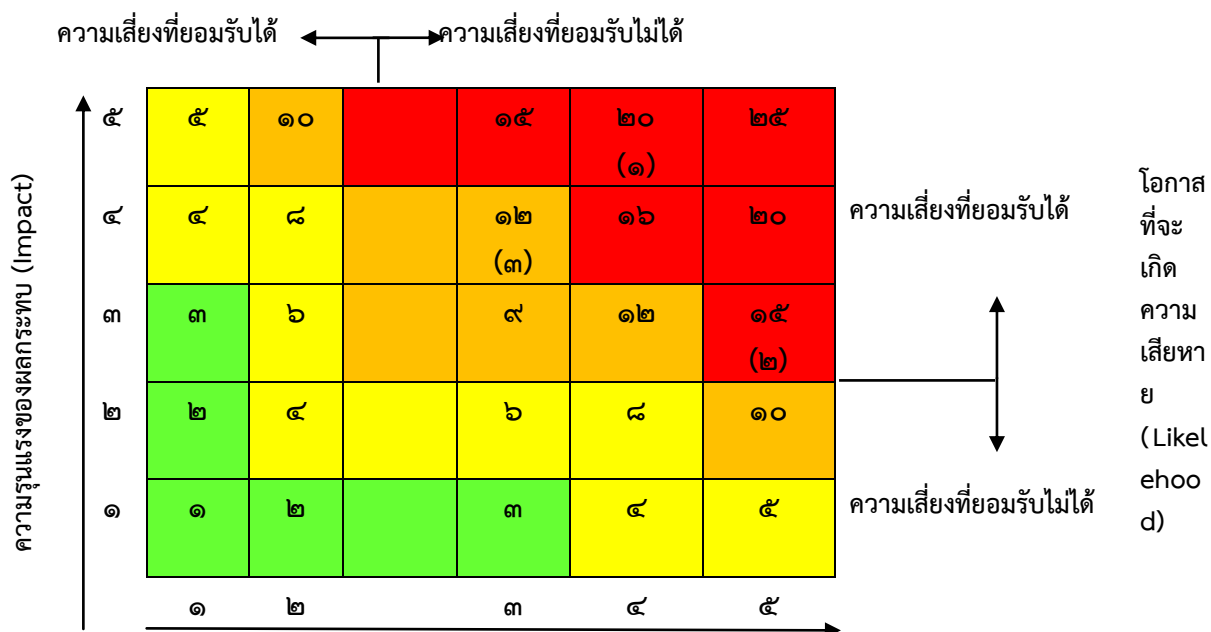 ความเสี่ยงที่ยอมรับได้ ความเสี่ยงที่ยอมรับไม่ได้
ความรุนแรงของผลกระทบ (Impact)
๕ ๕ ๑๐ ๑๕ ๒๐ ๒๕
(๑)
๔ ๔ ๘ ๑๒ ๑๖ ๒๐
(๓)
ความเสี่ยงที่ยอมรับได้
๓ ๓ ๖ ๙ ๑๒ ๑๕
(๒)
๒ ๒ ๔ ๖ ๘ ๑๐
๑ ๑ ๒ ๓ ๔ ๕
ความเสี่ยงที่ยอมรับไม่ได้
๑ ๒ ๓ ๔ ๕
โอกาส
ที่จะ
เกิด
ความ
เสียหา
ย
(Likel
ehoo
d)